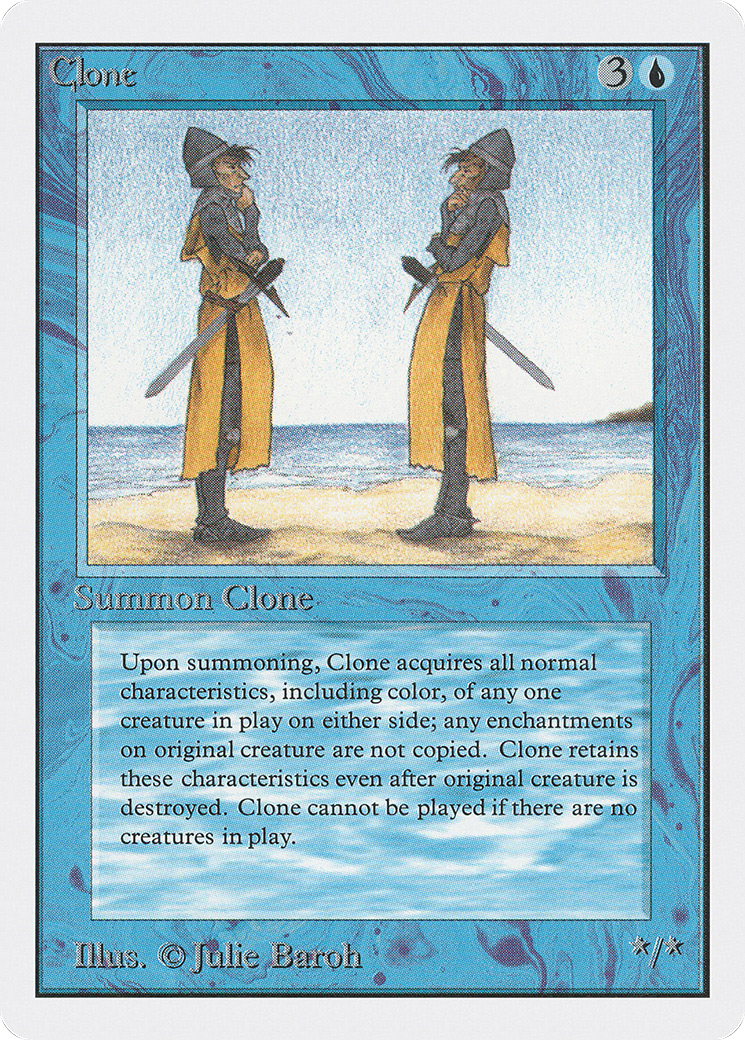 Clone 3
Summon Clone
Upon summoning, Clone acquires all normal
characteristics, including color, of any one
creature in play on either side; any enchantments
on original creature are not copied. Clone retains
these characteristics even after original creature is
destroyed. Clone cannot be played if there are no
creatures in play.
Illus. © Julie Baroh */*